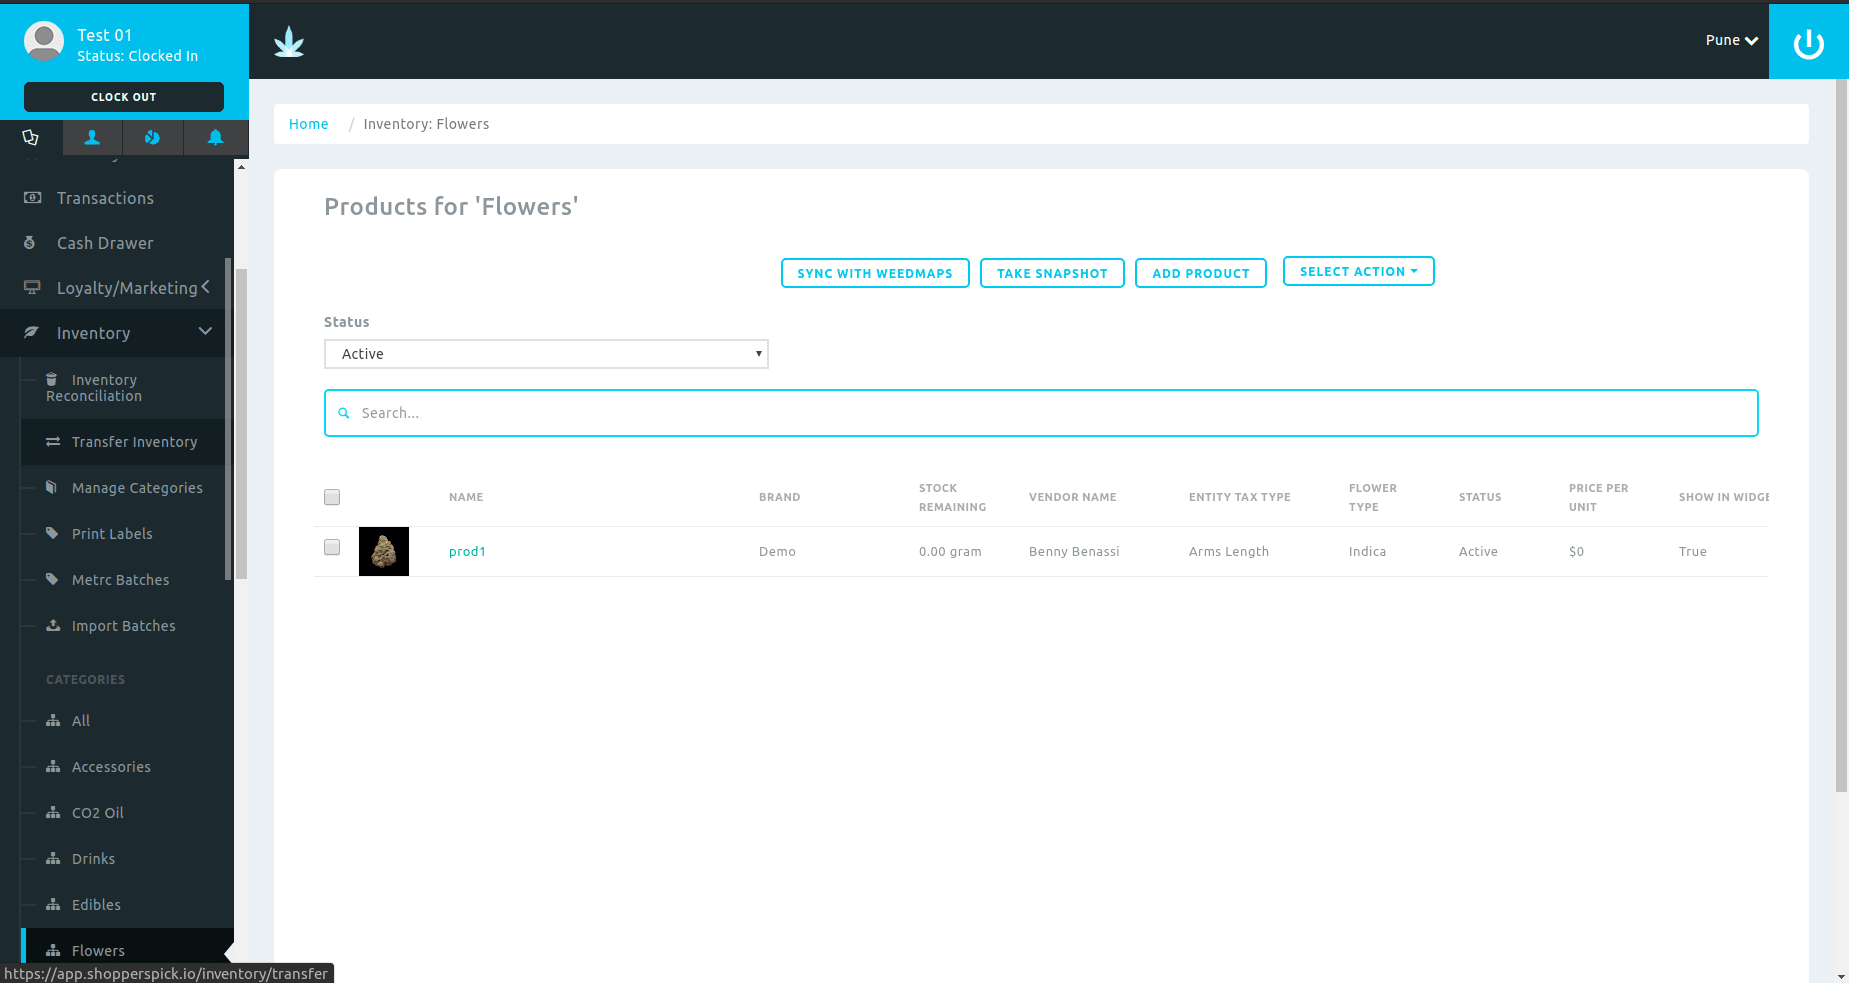 Test 01
Status: Clocked In
CLOCK OUT
Transactions
Cash Drawer
Loyalty/Marketing
Inventory
Inventory
Reconciliation
Transfer Inventory
Manage Categories
Print Labels
Metrc Batches
Import Batches
CATEGORIES
All
Accessories
CO2 Oil
Drinks
Edibles
Flowers
https://app.shopperspick.io/inventory/transfer
Pune
Home / Inventory: Flowers
Products for 'Flowers'
SYNC WITH WEEDMAPS TAKE SNAPSHOT ADD PRODUCT SELECT ACTION
Status
Active
Search...
NAME BRAND STOCK REMAINING VENDOR NAME ENTITY TAX TYPE FLOWER TYPE STATUS PRICE PER UNIT SHOW IN WIDGE
prod1 Demo 0.00 gram Benny Benassi Arms Length Indica Active $0 True